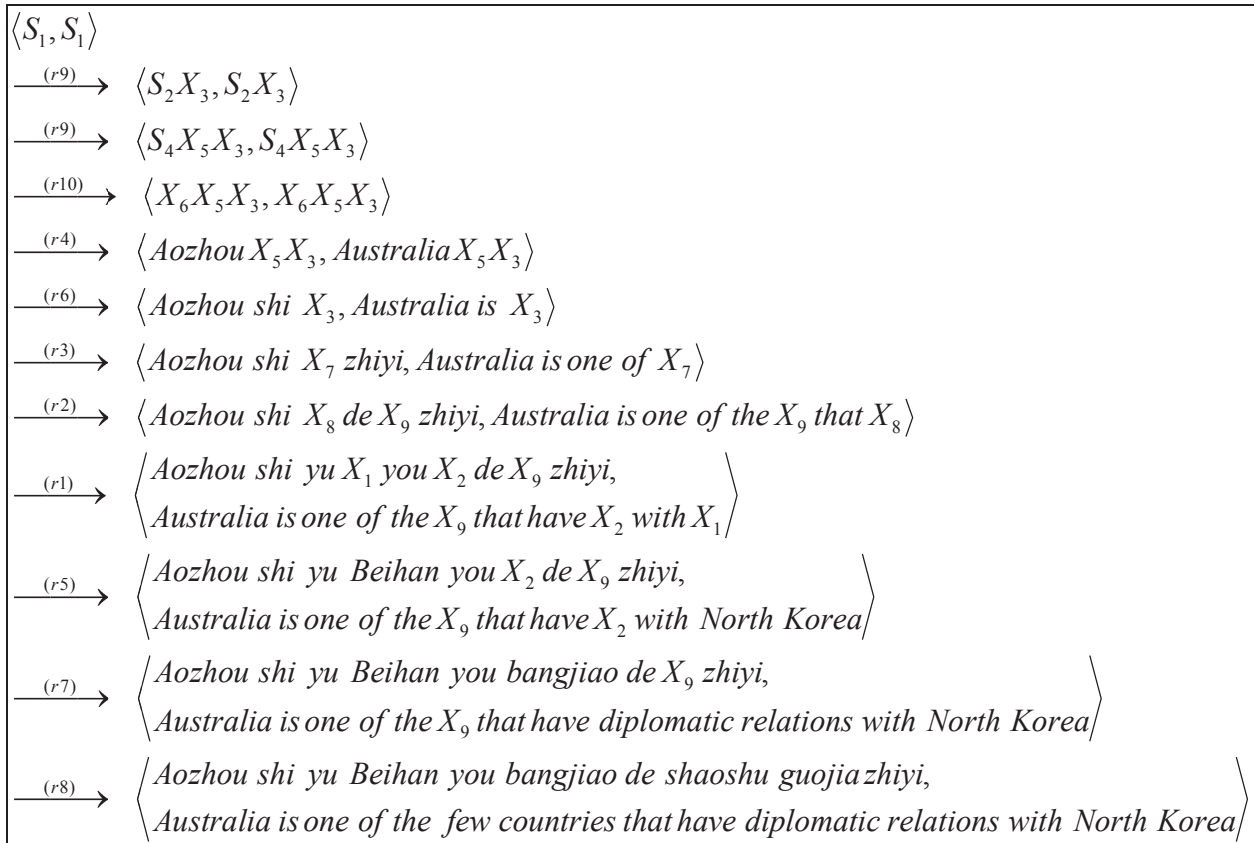 ⟨S₁, S₁⟩
(r9) → ⟨S₂X₃, S₂X₃⟩
(r9) → ⟨S₄X₅X₃, S₄X₅X₃⟩
(r10) → ⟨X₆X₅X₃, X₆X₅X₃⟩
(r4) → ⟨Aozhou X₅X₃, Australia X₅X₃⟩
(r6) → ⟨Aozhou shi X₃, Australia is X₃⟩
(r3) → ⟨Aozhou shi X₇ zhiyi, Australia is one of X₇⟩
(r2) → ⟨Aozhou shi X₈ de X₉ zhiyi, Australia is one of the X₉ that X₈⟩
(r1) → ⟨Aozhou shi yu X₁ you X₂ de X₉ zhiyi,
Australia is one of the X₉ that have X₂ with X₁⟩
(r5) → ⟨Aozhou shi yu Beihan you X₂ de X₉ zhiyi,
Australia is one of the X₉ that have X₂ with North Korea⟩
(r7) → ⟨Aozhou shi yu Beihan you bangjiao de X₉ zhiyi,
Australia is one of the X₉ that have diplomatic relations with North Korea⟩
(r8) → ⟨Aozhou shi yu Beihan you bangjiao de shaoshu guojia zhiyi,
Australia is one of the few countries that have diplomatic relations with North Korea⟩